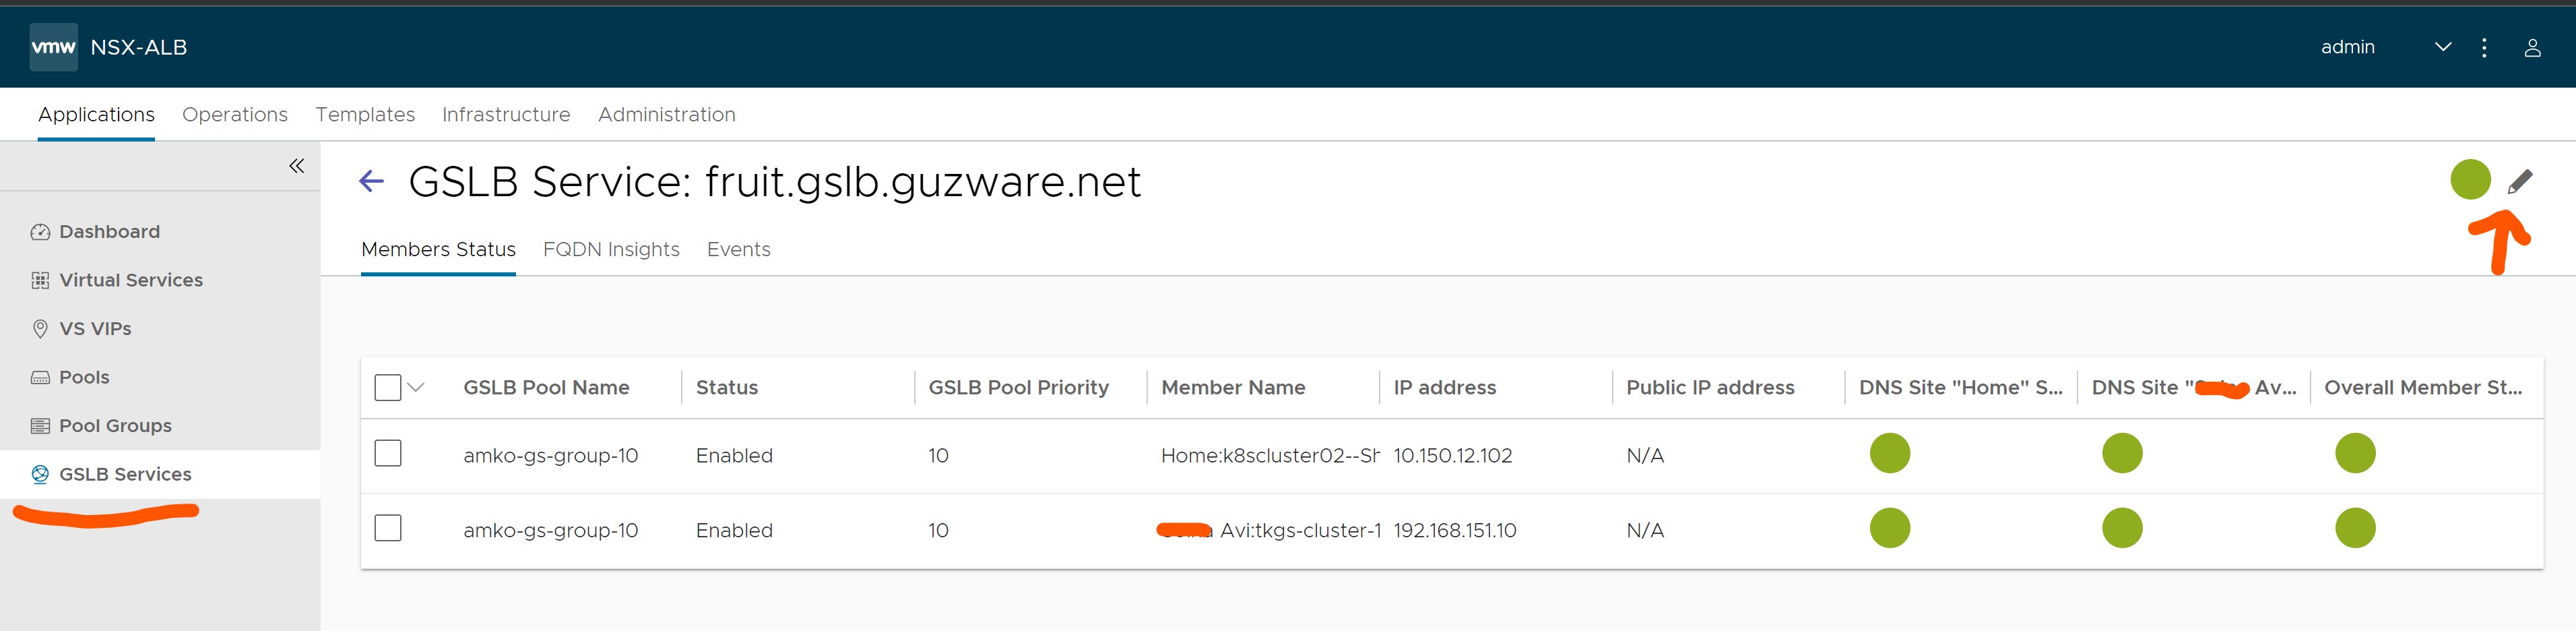 vmw NSX-ALB admin
Applications Operations Templates Infrastructure Administration
GSLB Service: fruit.gslb.guzware.net
Members Status FQDN Insights Events
Dashboard
Virtual Services
VS VIPs
Pools
Pool Groups
GSLB Services
GSLB Pool Name Status GSLB Pool Priority Member Name IP address Public IP address DNS Site "Home" S... DNS Site " Av... Overall Member St...
amko-gs-group-10 Enabled 10 Home:k8scluster02--Sh 10.150.12.102 N/A
amko-gs-group-10 Enabled 10 Avi:tkgs-cluster-1 192.168.151.10 N/A